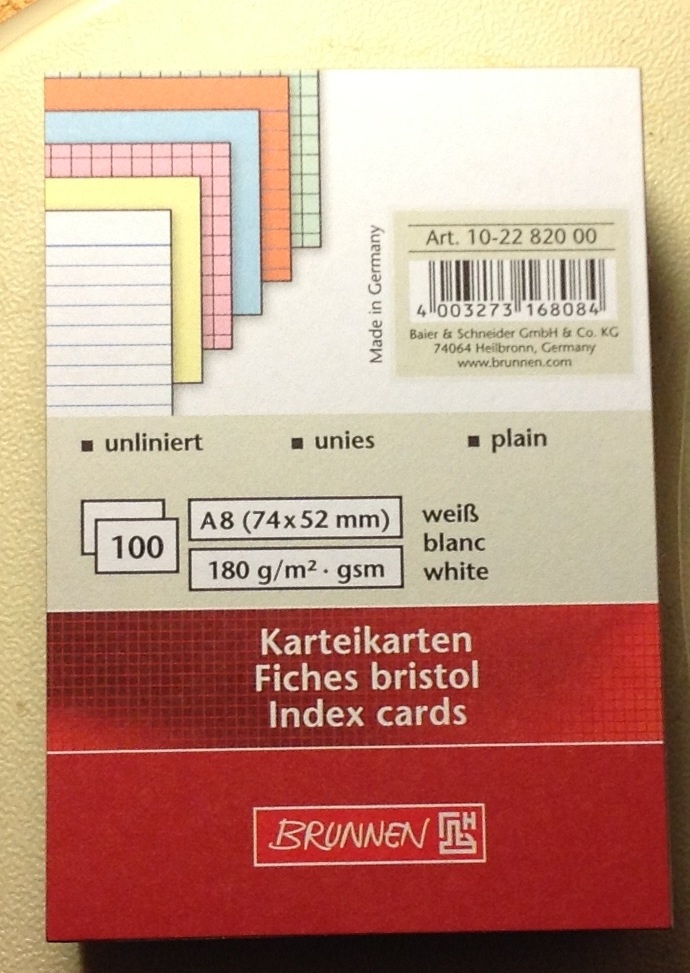 Made in Germany
Art. 10-22 820 00
4 003273 168084
Baier & Schneider GmbH & Co. KG
74064 Heilbronn, Germany
www.brunnen.com
unliniert
unies
plain
100
A8 (74x52 mm)
180 g/m² · gsm
weiß
blanc
white
Karteikarten
Fiches bristol
Index cards
BRUNNEN